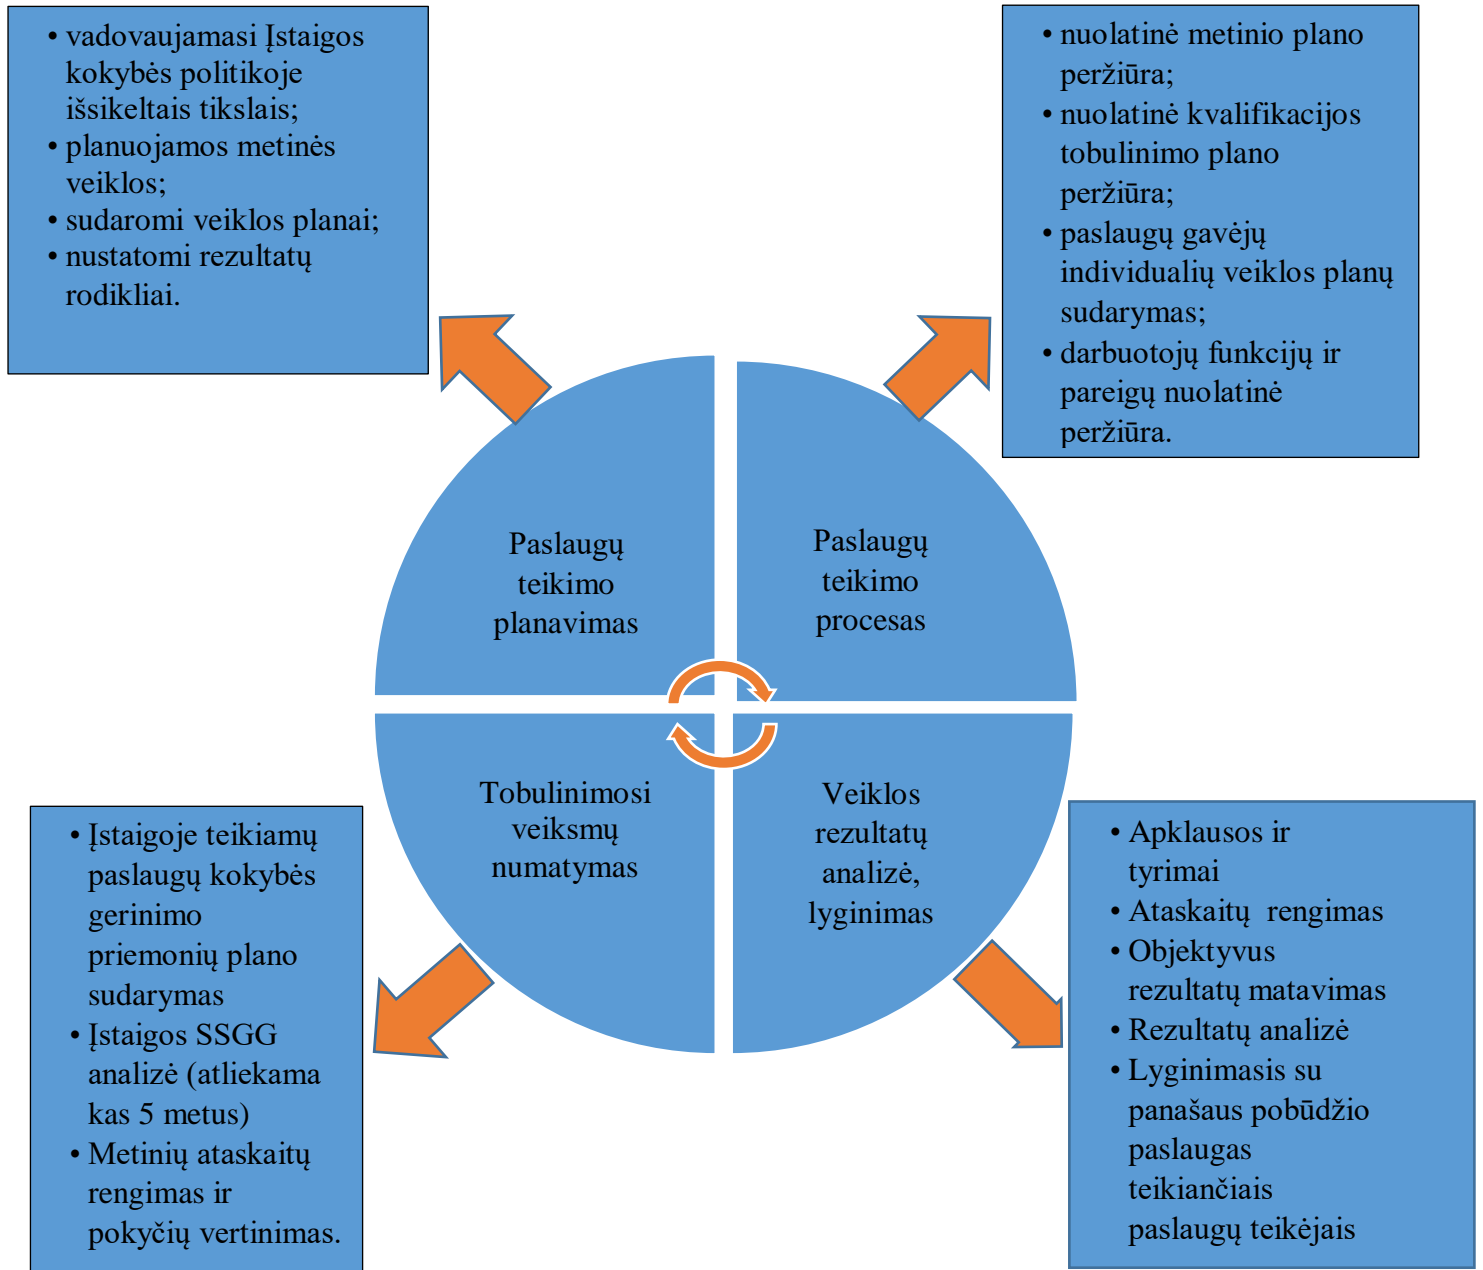 • vadovaujamasi Įstaigos
kokybės politikoje
išsikeltais tikslais;
• planuojamos metinės
veiklos;
• sudaromi veiklos planai;
• nustatomi rezultatų
rodikliai.
• nuolatinė metinio plano
peržiūra;
• nuolatinė kvalifikacijos
tobulinimo plano
peržiūra;
• paslaugų gavėjų
individualių veiklos planų
sudarymas;
• darbuotojų funkcijų ir
pareigų nuolatinė
peržiūra.
Paslaugų
teikimo
planavimas
Paslaugų
teikimo
procesas
Tobulinimosi
veiksmų
numatymas
Veiklos
rezultatų
analizė,
lyginimas
• Įstaigoje teikiamų
paslaugų kokybės
gerinimo
priemonių plano
sudarymas
• Įstaigos SSGG
analizė (atliekama
kas 5 metus)
• Metinių ataskaitų
rengimas ir
pokyčių vertinimas.
• Apklausos ir
tyrimai
• Ataskaitų rengimas
• Objektyvus
rezultatų matavimas
• Rezultatų analizė
• Lyginimasis su
panašaus pobūdžio
paslaugas
teikiančiais
paslaugų teikėjais